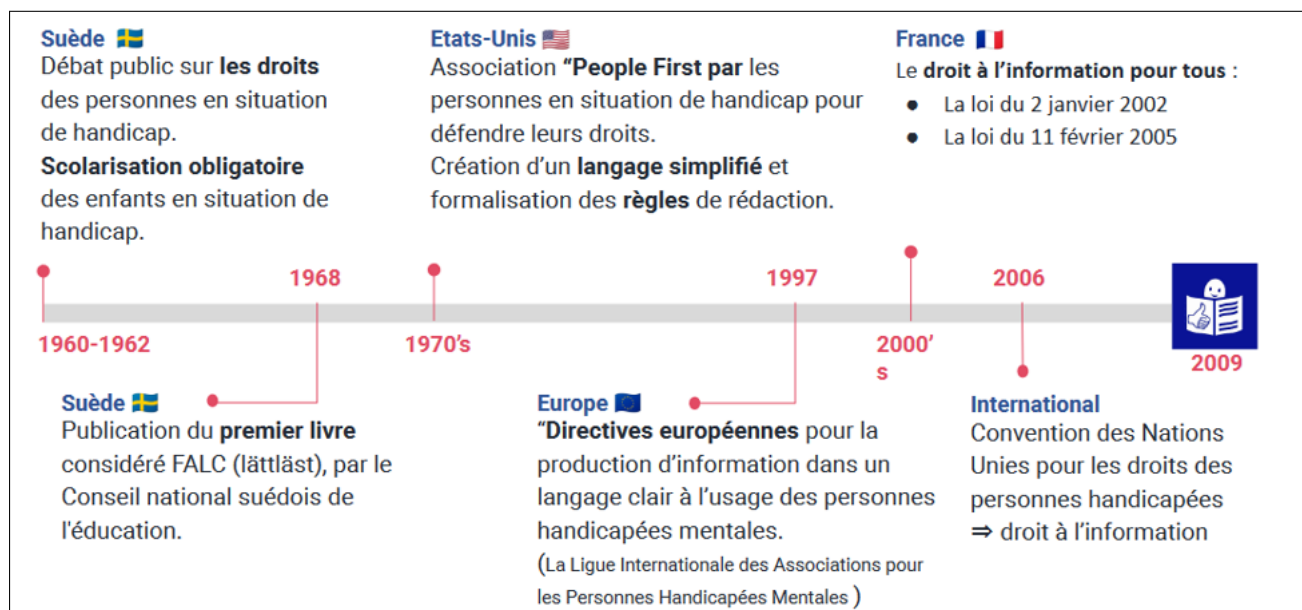 Suède 🇸🇪
Débat public sur les droits
des personnes en situation
de handicap.
Scolarisation obligatoire
des enfants en situation de
handicap.
Etats-Unis 🇺🇸
Association “People First par les
personnes en situation de handicap pour
défendre leurs droits.
Création d’un langage simplifié et
formalisation des règles de rédaction.
France 🇫🇷
Le droit à l’information pour tous :
● La loi du 2 janvier 2002
● La loi du 11 février 2005
1960-1962
1968
1970’s
1997
2000’
s
2006
2009
Suède 🇸🇪
Publication du premier livre
considéré FALC (lättläst), par le
Conseil national suédois de
l'éducation.
Europe 🇪🇺
“Directives européennes pour la
production d’information dans un
langage clair à l’usage des personnes
handicapées mentales.
(La Ligue Internationale des Associations pour
les Personnes Handicapées Mentales )
International
Convention des Nations
Unies pour les droits des
personnes handicapées
⇒ droit à l’information